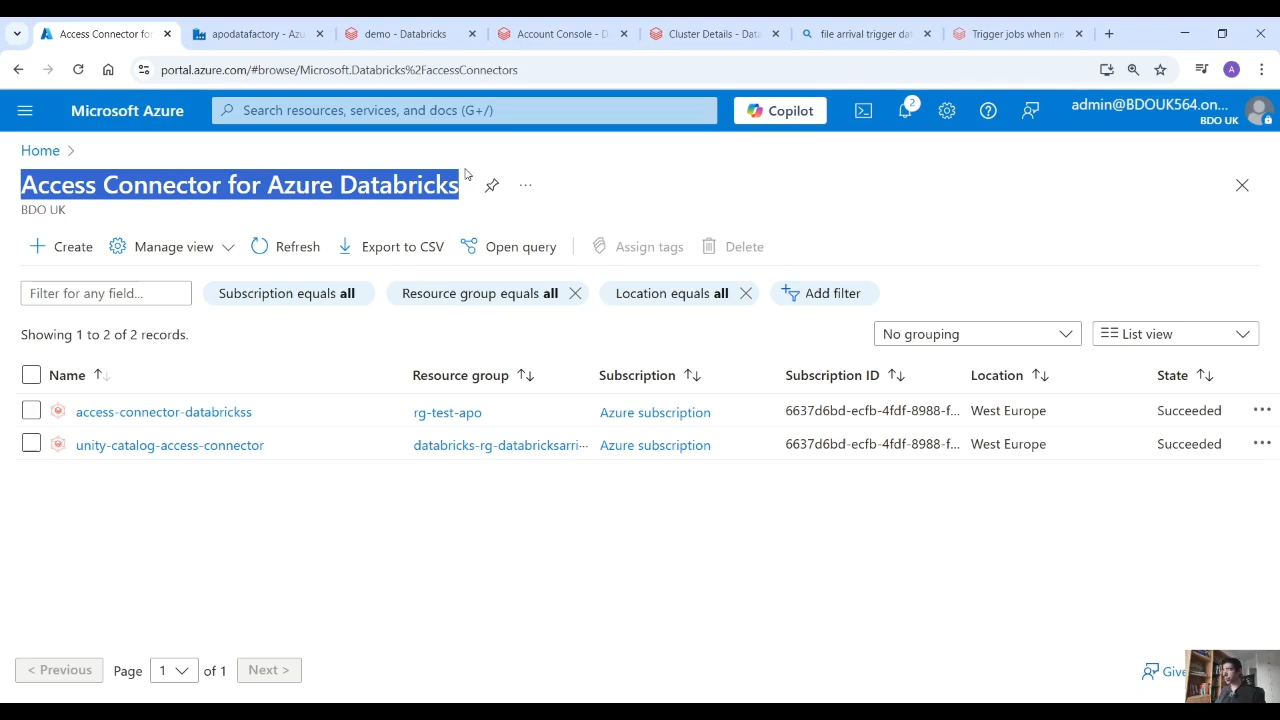 Access Connector for
apodatafactory - Azu
demo - Databricks
Account Console - D
Cluster Details - Data
file arrival trigger dat
Trigger jobs when ne
portal.azure.com/#browse/Microsoft.Databricks%2FaccessConnectors
A
Microsoft Azure
Search resources, services, and docs (G+/)
Copilot
2
admin@BDOUK564.on...
BDO UK
Home
Access Connector for Azure Databricks
BDO UK
Create
Manage view
Refresh
Export to CSV
Open query
Assign tags
Delete
Filter for any field...
Subscription equals all
Resource group equals all
Location equals all
Add filter
Showing 1 to 2 of 2 records.
No grouping
List view
Name Resource group Subscription Subscription ID Location State
access-connector-databrickss rg-test-apo Azure subscription 6637d6bd-ecfb-4fdf-8988-f... West Europe Succeeded
unity-catalog-access-connector databricks-rg-databricksarri... Azure subscription 6637d6bd-ecfb-4fdf-8988-f... West Europe Succeeded
< Previous Page 1 of 1 Next >
Give